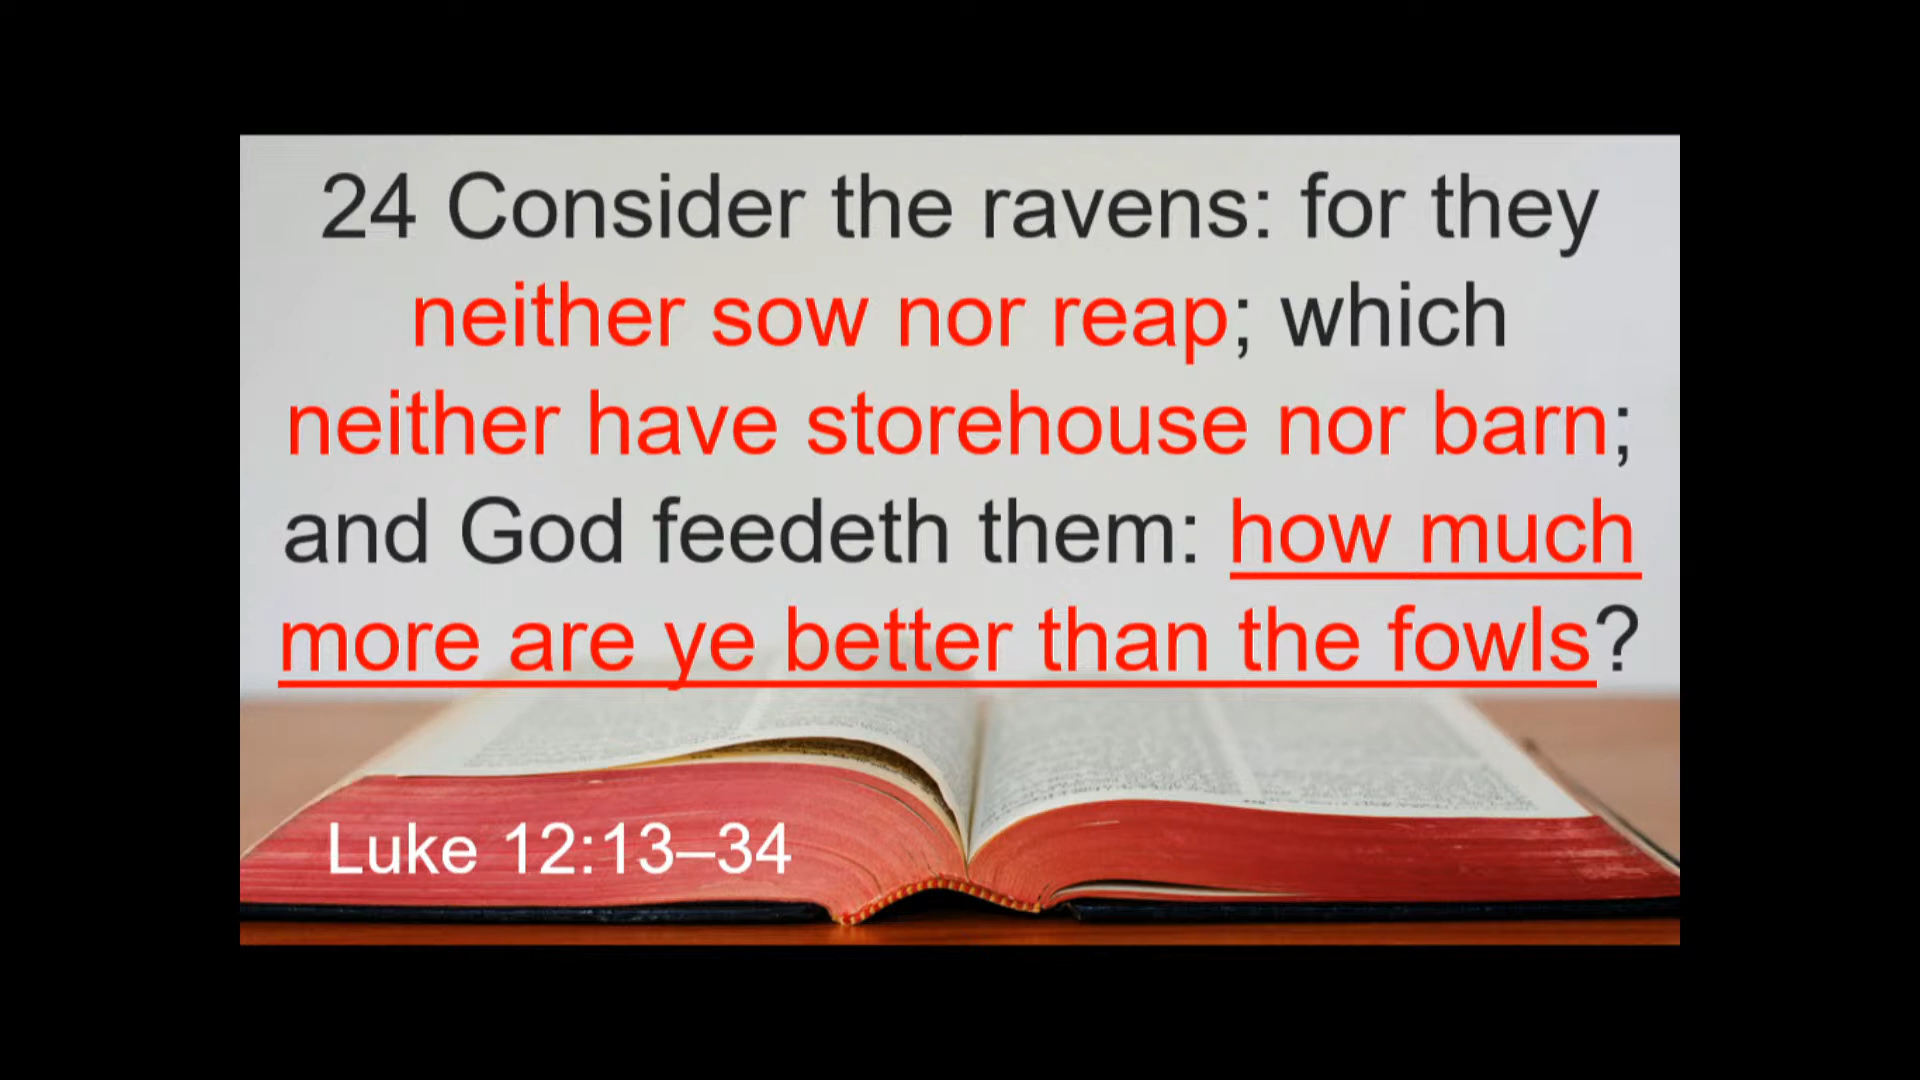 24 Consider the ravens: for they
neither sow nor reap; which
neither have storehouse nor barn;
and God feedeth them: how much
more are ye better than the fowls?
Luke 12:13–34